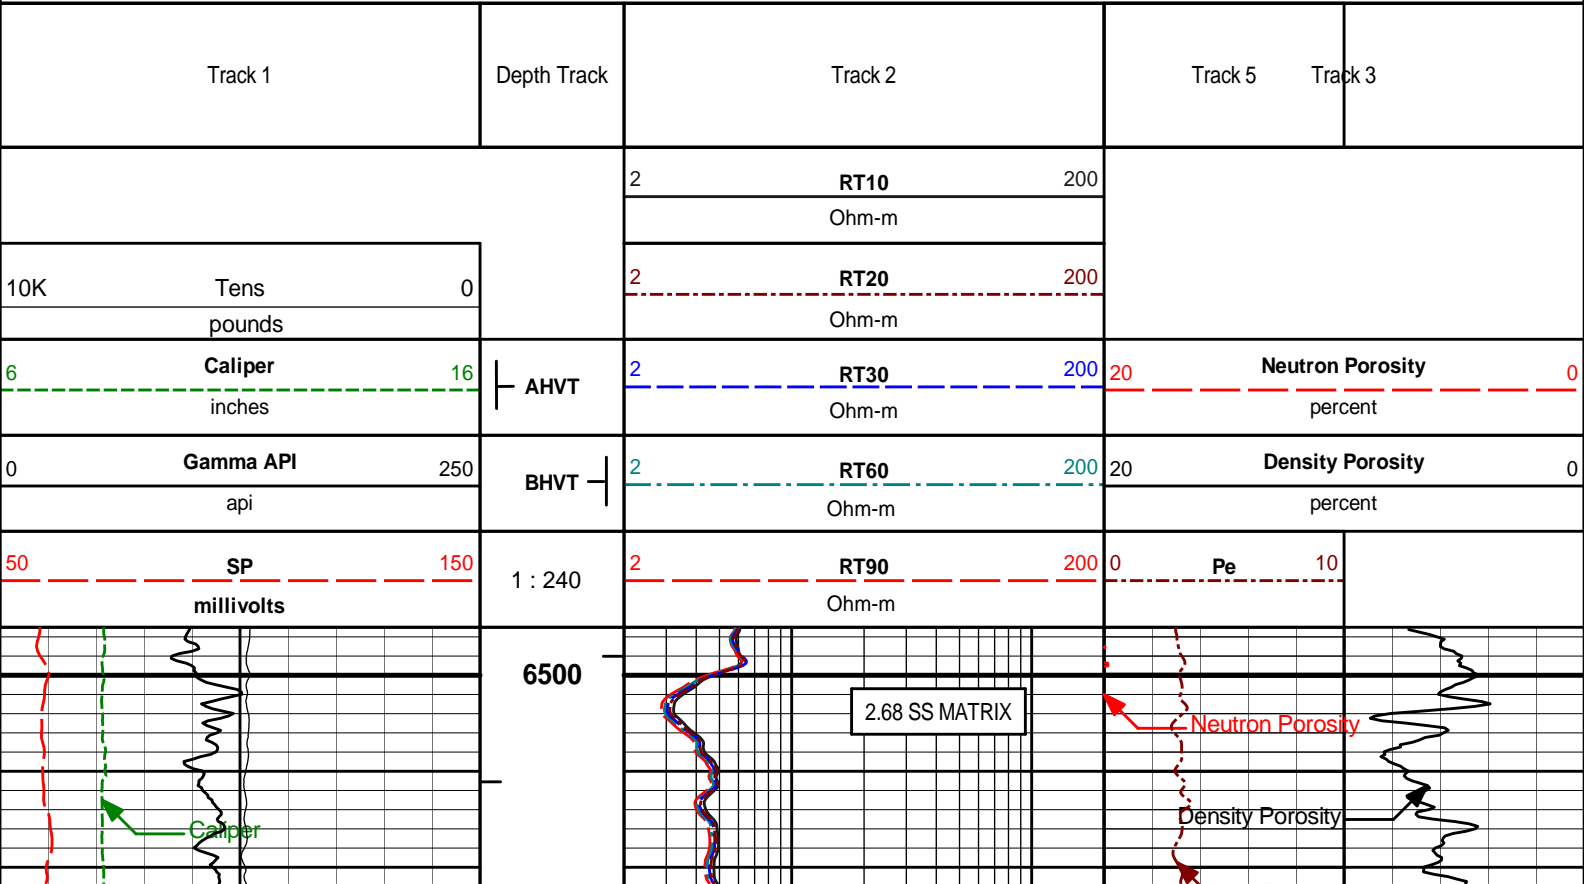 Track 1 Depth Track Track 2 Track 5 Track 3
2 RT10 200
Ohm-m
10K Tens 0
pounds
2 RT20 200
Ohm-m
6 Caliper 16
inches
AHVT
2 RT30 200
Ohm-m
20 Neutron Porosity 0
percent
0 Gamma API 250
api
BHVT
2 RT60 200
Ohm-m
20 Density Porosity 0
percent
50 SP 150
millivolts
1 : 240
2 RT90 200
Ohm-m
0 Pe 10
6500
2.68 SS MATRIX
Neutron Porosity
Density Porosity
Caliper